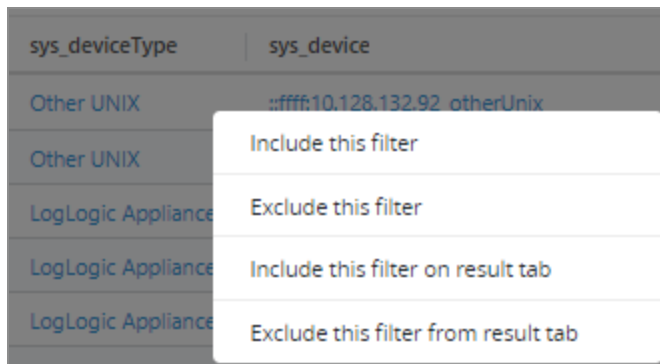 sys_deviceType sys_device
Other UNIX ::ffff:10.128.132.92_otherUnix
Other UNIX
LogLogic Appliance
LogLogic Appliance
LogLogic Appliance
Include this filter
Exclude this filter
Include this filter on result tab
Exclude this filter from result tab